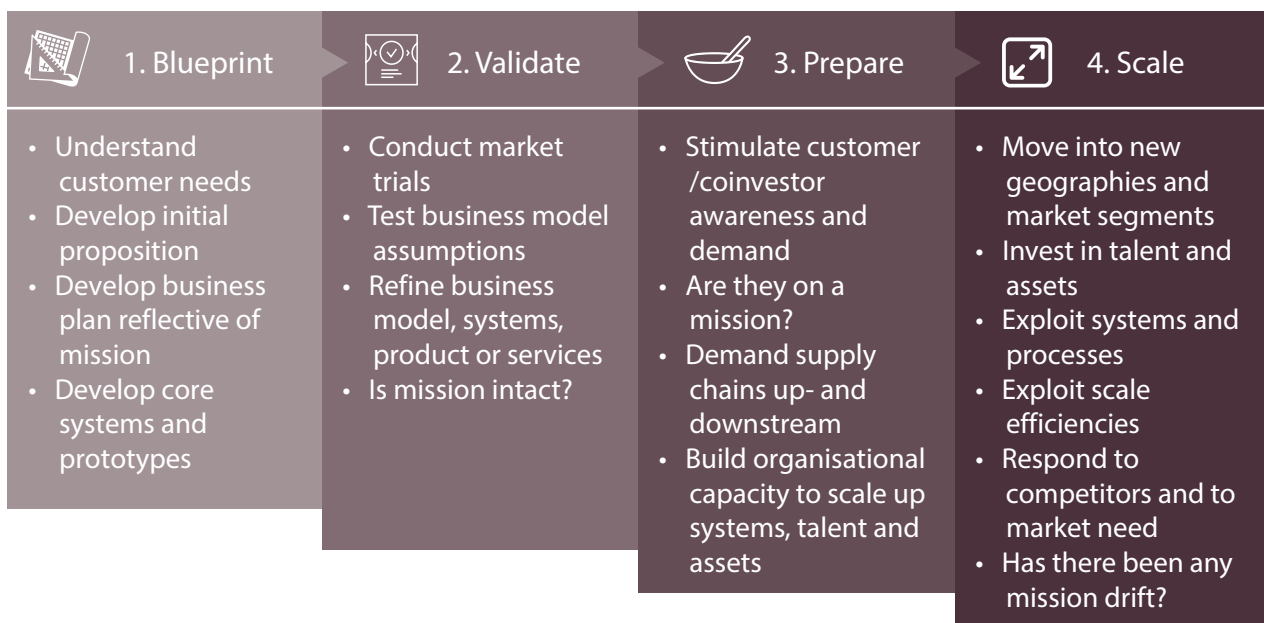 1. Blueprint
• Understand
customer needs
• Develop initial
proposition
• Develop business
plan reflective of
mission
• Develop core
systems and
prototypes
2. Validate
• Conduct market
trials
• Test business model
assumptions
• Refine business
model, systems,
product or services
• Is mission intact?
3. Prepare
• Stimulate customer
/coinvestor
awareness and
demand
• Are they on a
mission?
• Demand supply
chains up- and
downstream
• Build organisational
capacity to scale up
systems, talent and
assets
4. Scale
• Move into new
geographies and
market segments
• Invest in talent and
assets
• Exploit systems and
processes
• Exploit scale
efficiencies
• Respond to
competitors and to
market need
• Has there been any
mission drift?